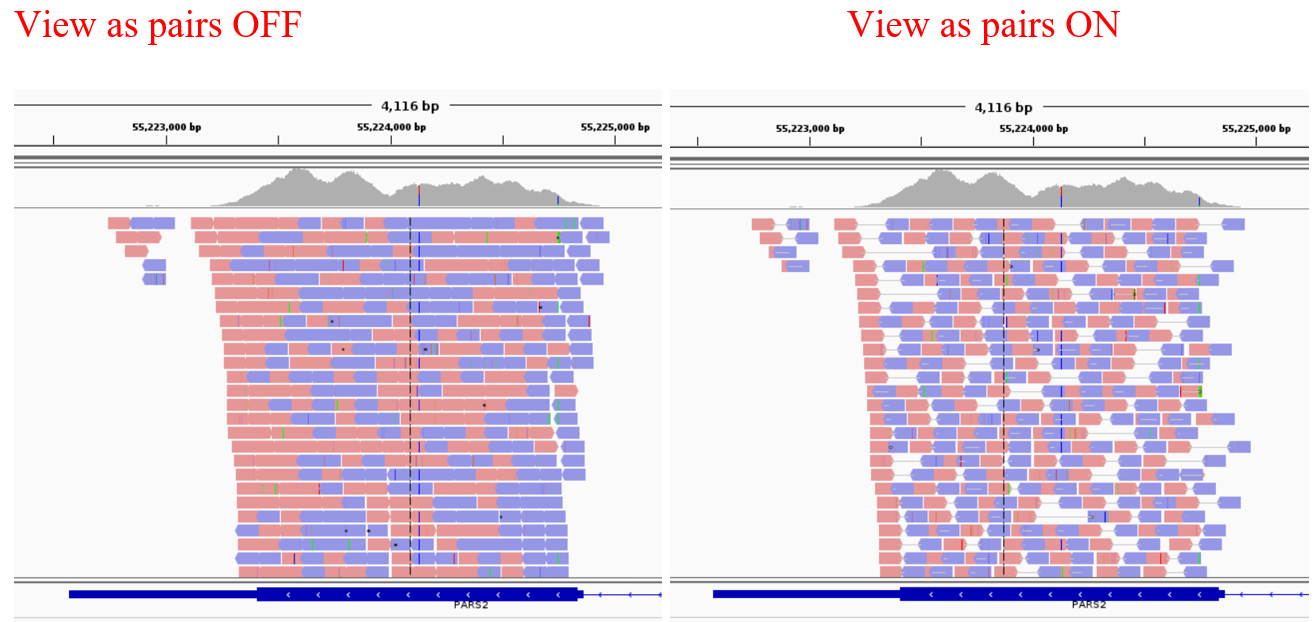 View as pairs OFF
View as pairs ON
4,116 bp
55,223,000 bp
55,224,000 bp
55,225,000 bp
PARS2
4,116 bp
55,223,000 bp
55,224,000 bp
55,225,000 bp
PARS2